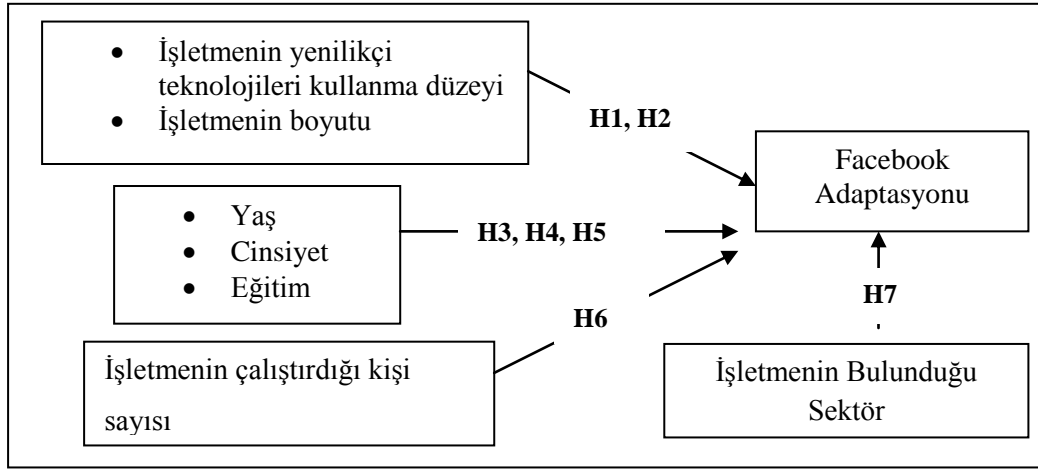 • İşletmenin yenilikçi
teknolojileri kullanma düzeyi
• İşletmenin boyutu
H1, H2
Facebook
Adaptasyonu
• Yaş
• Cinsiyet
• Eğitim
H3, H4, H5
H6
H7
İşletmenin çalıştırdığı kişi
sayısı
İşletmenin Bulunduğu
Sektör